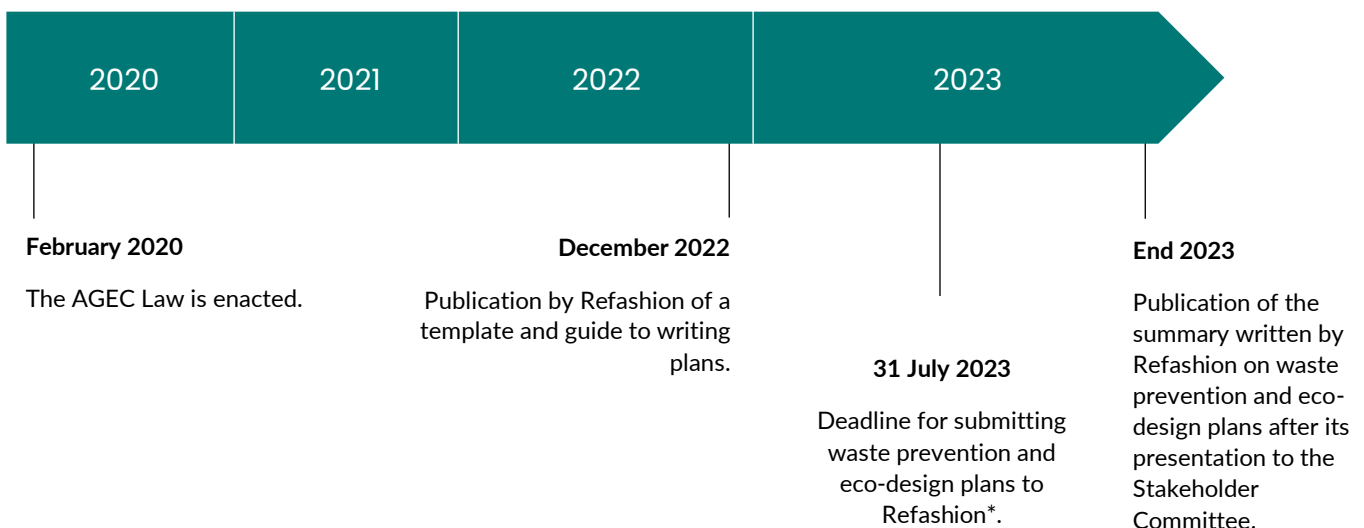 2020
2021
2022
2023
February 2020
The AGEC Law is enacted.
December 2022
Publication by Refashion of a
template and guide to writing
plans.
31 July 2023
Deadline for submitting
waste prevention and
eco-design plans to
Refashion*.
End 2023
Publication of the
summary written by
Refashion on waste
prevention and eco-
design plans after its
presentation to the
Stakeholder
Committee.